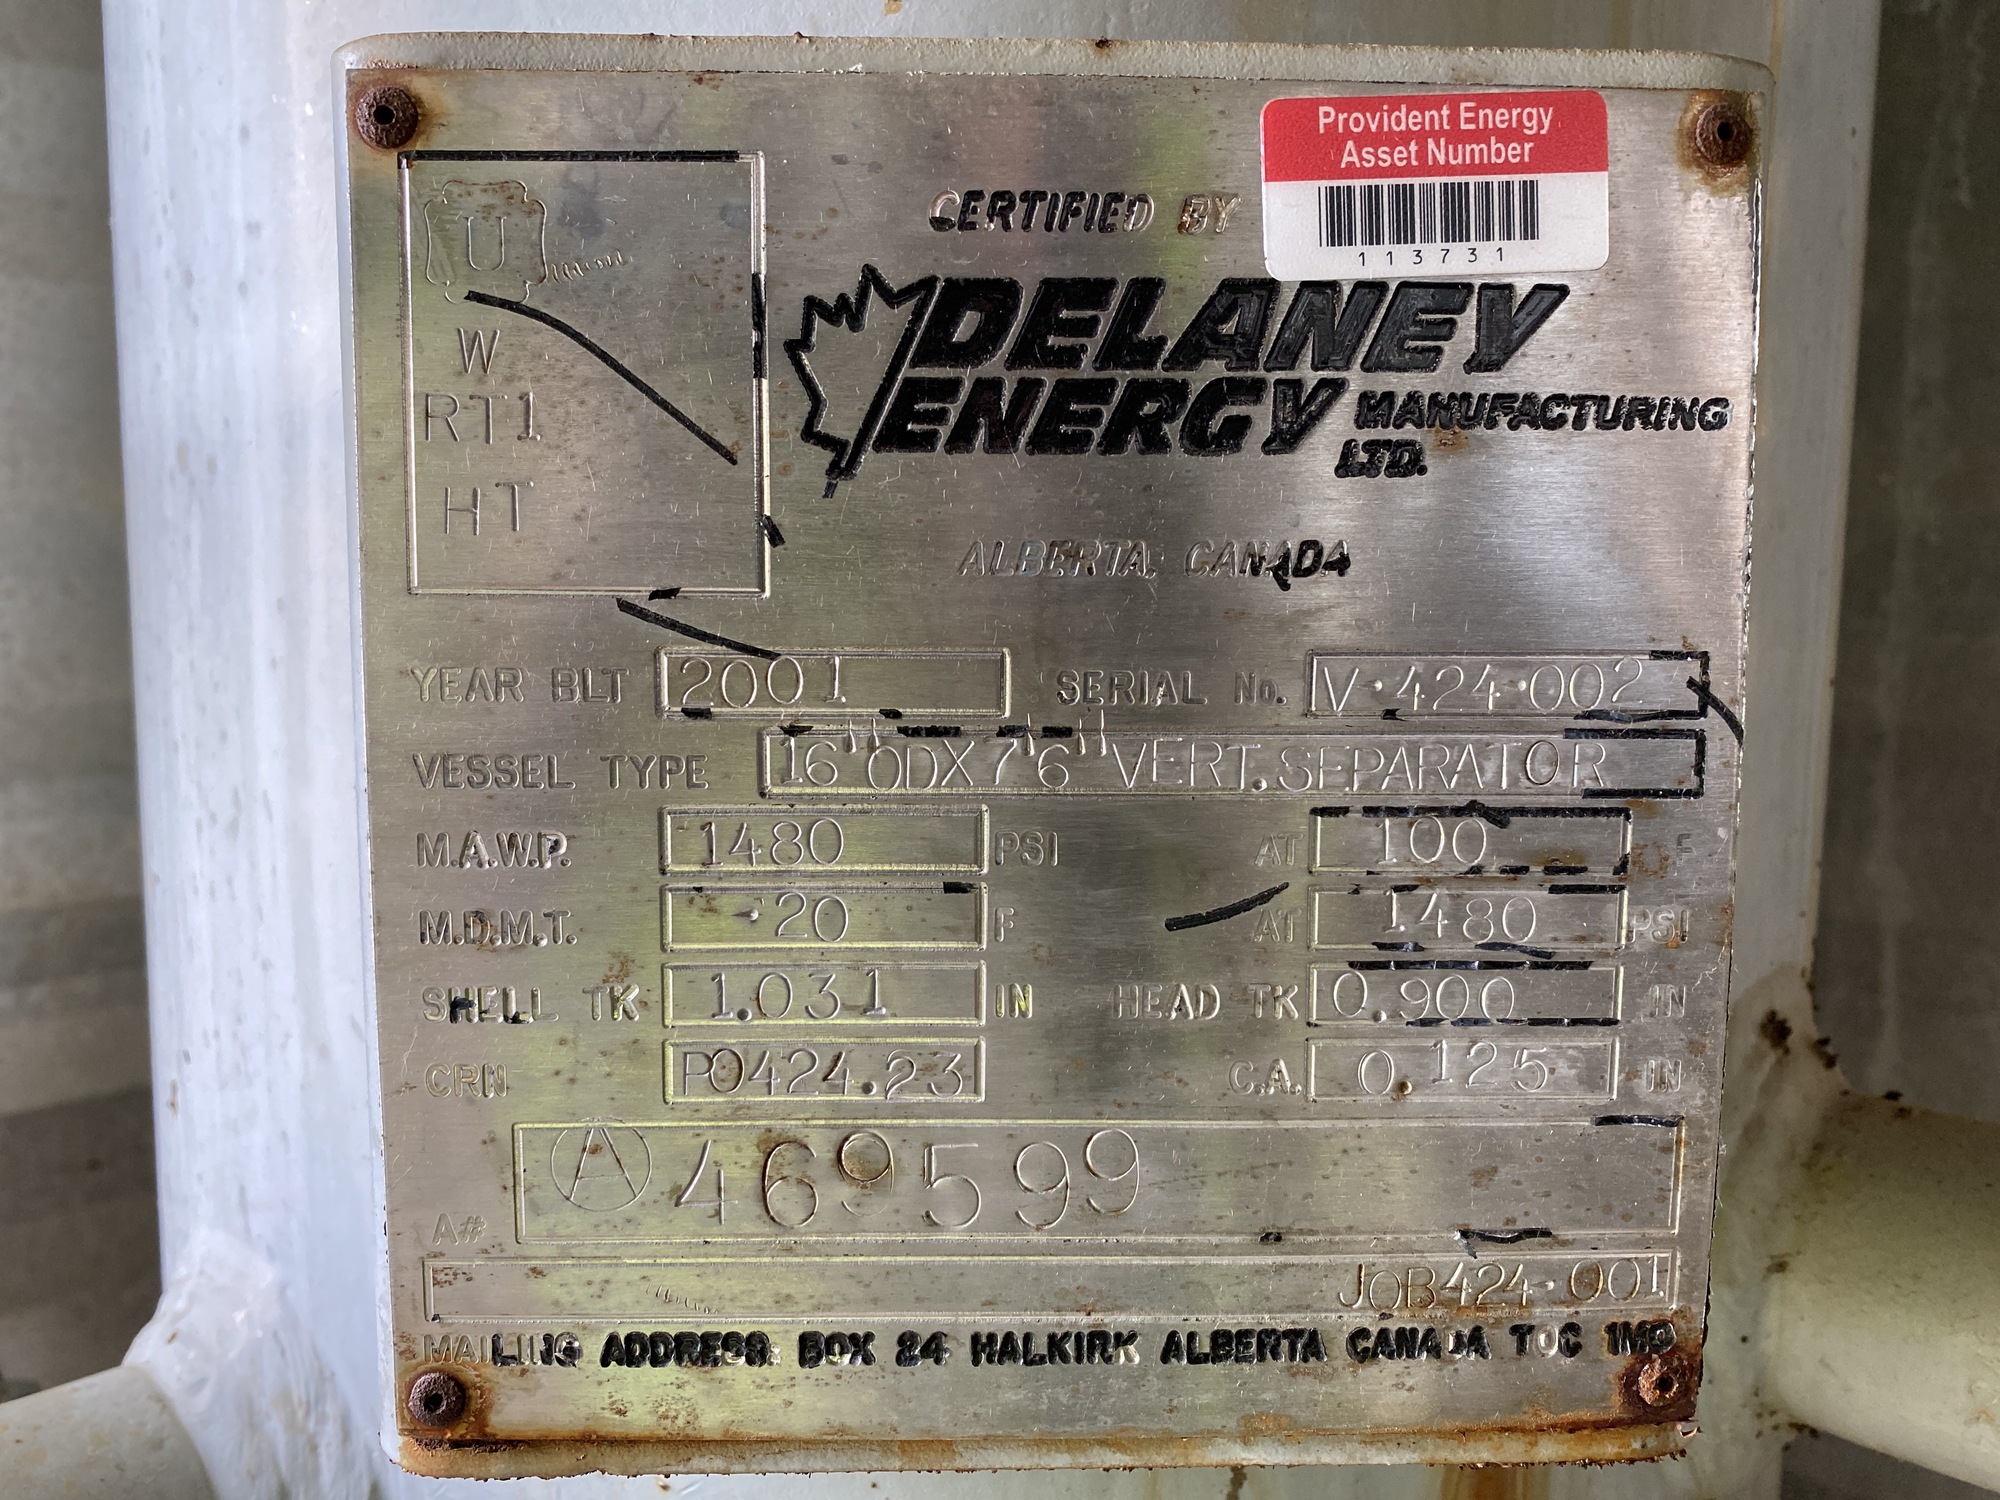 Provident Energy
Asset Number
113731
CERTIFIED BY
DELANEY
ENERGY MANUFACTURING
LTD.
ALBERTA, CANADA
U
W
RT1
HT
YEAR BLT 2001 SERIAL No. V-424-002
VESSEL TYPE 16"ODX7'6" VERT. SEPARATOR
M.A.W.P. 1480 PSI AT 100 F
M.D.M.T. -20 F AT 1480 PSI
SHELL TK 1.031 IN HEAD TK 0.900 IN
CRN P0424.23 C.A. 0.125 IN
A# A 469599
JOB424-001
MAILING ADDRESS: BOX 24 HALKIRK ALBERTA CANADA T0C 1M0